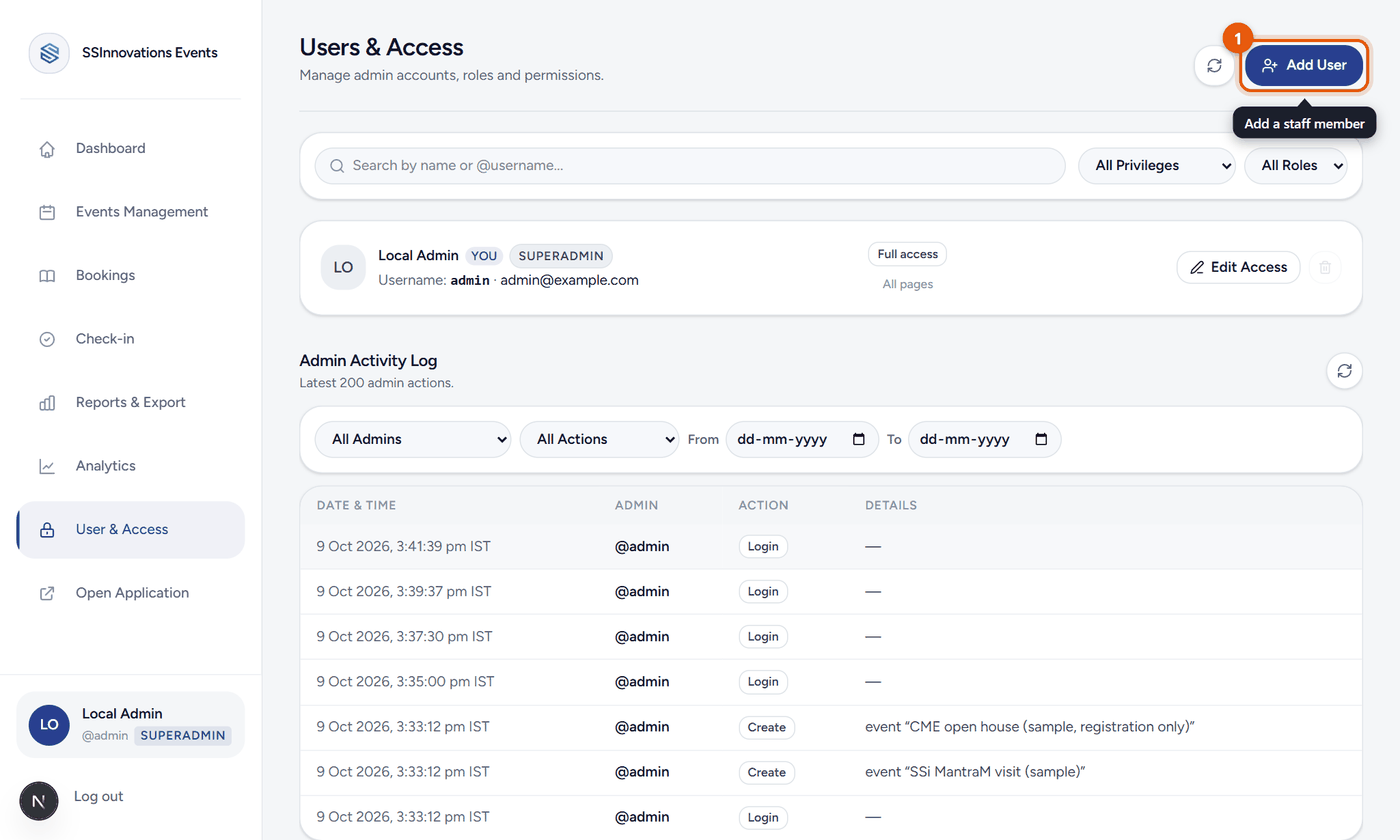 SSInnovations Events
Dashboard
Events Management
Bookings
Check-in
Reports & Export
Analytics
User & Access
Open Application
LO
Local Admin
@admin SUPERADMIN
N
Log out
Users & Access
Manage admin accounts, roles and permissions.
1
Add User
Add a staff member
Search by name or @username...
All Privileges
All Roles
LO
Local Admin YOU SUPERADMIN
Username: admin · admin@example.com
Full access
All pages
Edit Access
Admin Activity Log
Latest 200 admin actions.
All Admins All Actions From dd-mm-yyyy To dd-mm-yyyy
DATE & TIME ADMIN ACTION DETAILS
9 Oct 2026, 3:41:39 pm IST @admin Login —
9 Oct 2026, 3:39:37 pm IST @admin Login —
9 Oct 2026, 3:37:30 pm IST @admin Login —
9 Oct 2026, 3:35:00 pm IST @admin Login —
9 Oct 2026, 3:33:12 pm IST @admin Create event “CME open house (sample, registration only)”
9 Oct 2026, 3:33:12 pm IST @admin Create event “SSi MantraM visit (sample)”
9 Oct 2026, 3:33:12 pm IST @admin Login —